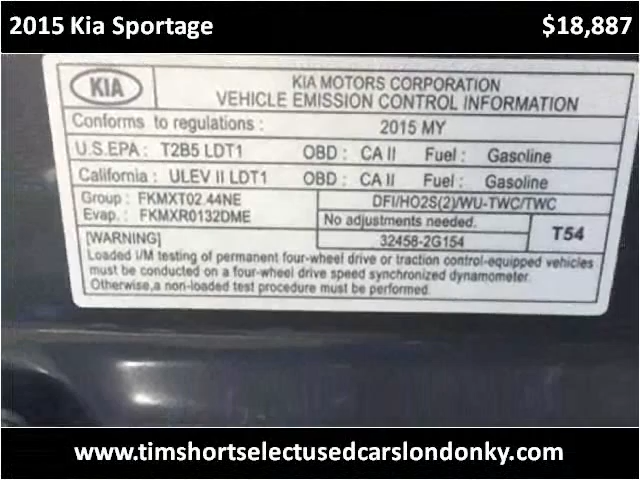 2015 Kia Sportage $18,887
KIA
KIA MOTORS CORPORATION
VEHICLE EMISSION CONTROL INFORMATION
Conforms to regulations : 2015 MY
U.S.EPA : T2B5 LDT1 OBD : CA II Fuel : Gasoline
California : ULEV II LDT1 OBD : CA II Fuel : Gasoline
Group : FKMXT02.44NE DFI/HO2S(2)/WU-TWC/TWC
Evap. : FKMXR0132DME No adjustments needed.
32458-2G154 T54
[WARNING]
Loaded I/M testing of permanent four-wheel drive or traction control-equipped vehicles
must be conducted on a four-wheel drive speed synchronized dynamometer.
Otherwise,a non-loaded test procedure must be performed.
www.timshortselectusedcarslondonky.com